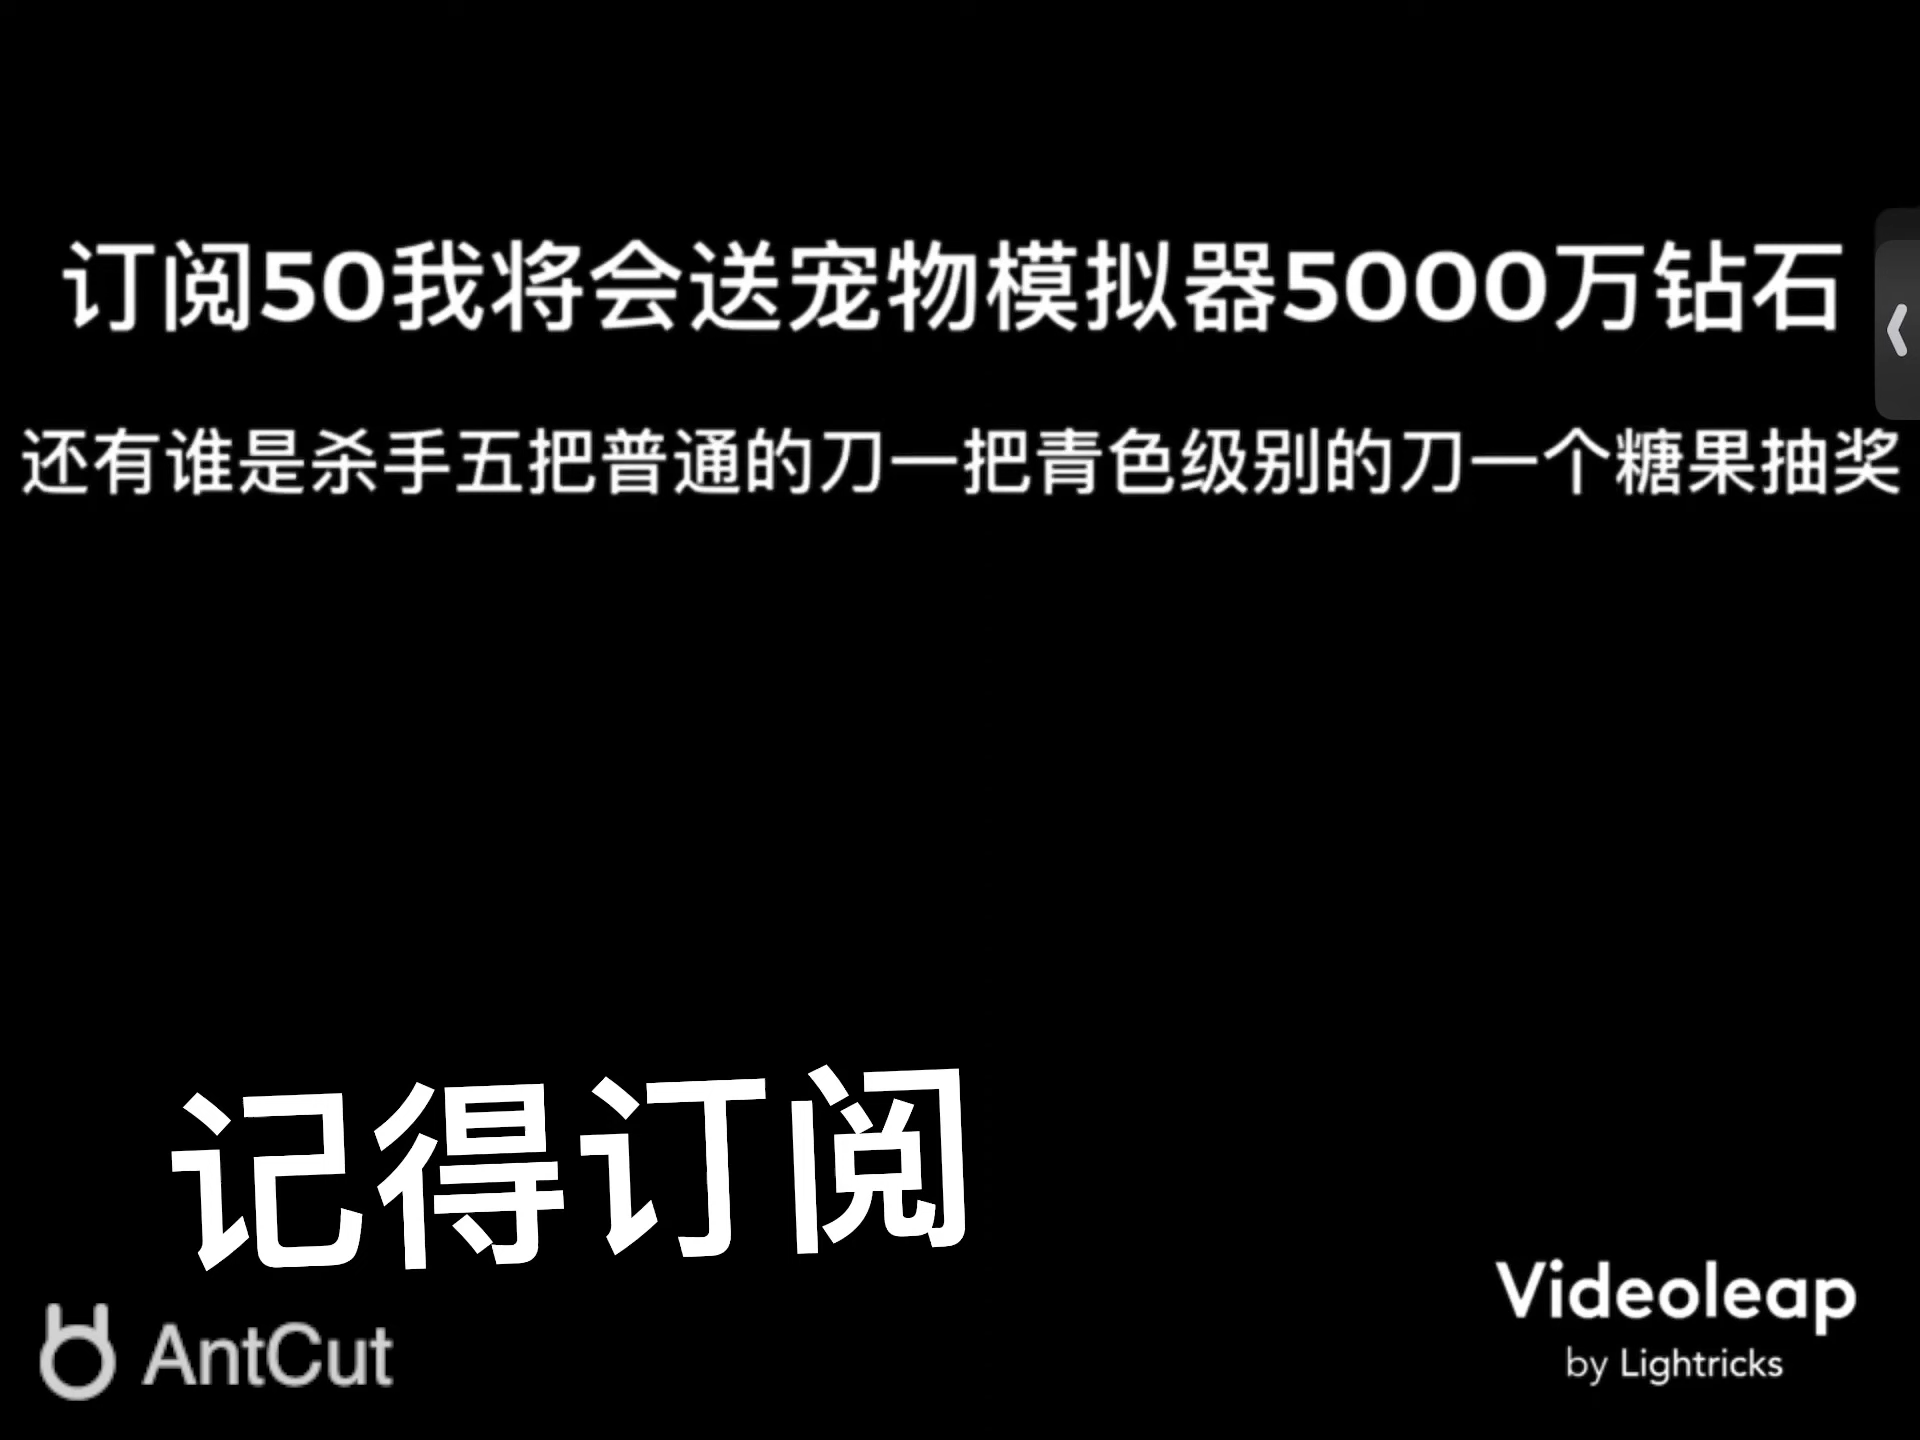 订阅50我将会送宠物模拟器5000万钻石
还有谁是杀手五把普通的刀一把青色级别的刀一个糖果抽奖
记得订阅
AntCut
Videoleap
by Lightricks